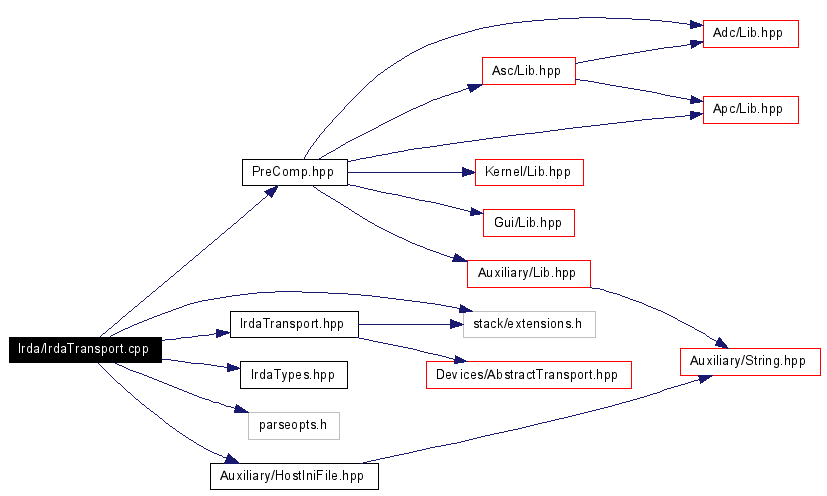 Adc/Lib.hpp
Asc/Lib.hpp
Apc/Lib.hpp
PreComp.hpp
Kernel/Lib.hpp
Gui/Lib.hpp
Auxiliary/Lib.hpp
IrdaTransport.hpp
stack/extensions.h
Irda/IrdaTransport.cpp
Auxiliary/String.hpp
IrdaTypes.hpp
Devices/AbstractTransport.hpp
parseopts.h
Auxiliary/HostIniFile.hpp